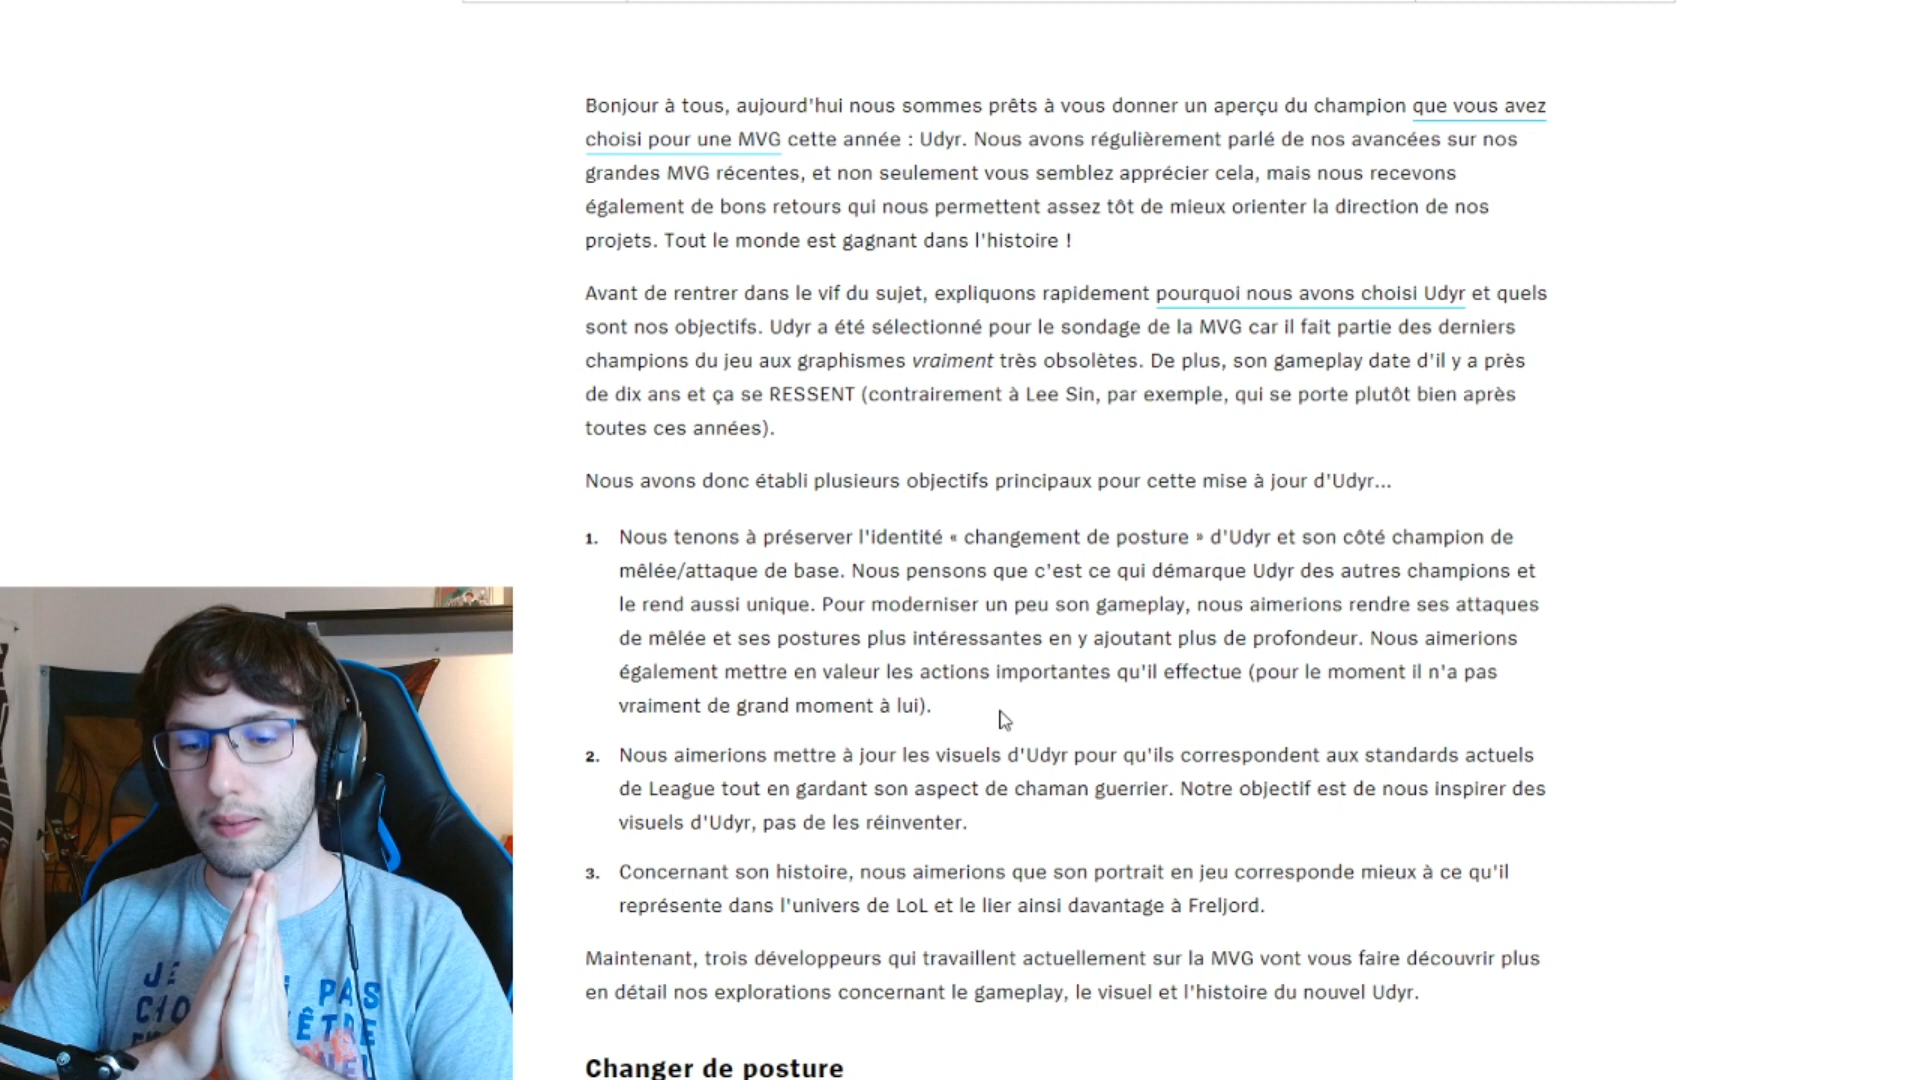 Bonjour à tous, aujourd'hui nous sommes prêts à vous donner un aperçu du champion que vous avez
choisi pour une MVG cette année : Udyr. Nous avons régulièrement parlé de nos avancées sur nos
grandes MVG récentes, et non seulement vous semblez apprécier cela, mais nous recevons
également de bons retours qui nous permettent assez tôt de mieux orienter la direction de nos
projets. Tout le monde est gagnant dans l'histoire !
Avant de rentrer dans le vif du sujet, expliquons rapidement pourquoi nous avons choisi Udyr et quels
sont nos objectifs. Udyr a été sélectionné pour le sondage de la MVG car il fait partie des derniers
champions du jeu aux graphismes vraiment très obsolètes. De plus, son gameplay date d'il y a près
de dix ans et ça se RESSENT (contrairement à Lee Sin, par exemple, qui se porte plutôt bien après
toutes ces années).
Nous avons donc établi plusieurs objectifs principaux pour cette mise à jour d'Udyr...
1. Nous tenons à préserver l'identité « changement de posture » d'Udyr et son côté champion de
mêlée/attaque de base. Nous pensons que c'est ce qui démarque Udyr des autres champions et
le rend aussi unique. Pour moderniser un peu son gameplay, nous aimerions rendre ses attaques
de mêlée et ses postures plus intéressantes en y ajoutant plus de profondeur. Nous aimerions
également mettre en valeur les actions importantes qu'il effectue (pour le moment il n'a pas
vraiment de grand moment à lui).
2. Nous aimerions mettre à jour les visuels d'Udyr pour qu'ils correspondent aux standards actuels
de League tout en gardant son aspect de chaman guerrier. Notre objectif est de nous inspirer des
visuels d'Udyr, pas de les réinventer.
3. Concernant son histoire, nous aimerions que son portrait en jeu corresponde mieux à ce qu'il
représente dans l'univers de LoL et le lier ainsi davantage à Freljord.
Maintenant, trois développeurs qui travaillent actuellement sur la MVG vont vous faire découvrir plus
en détail nos explorations concernant le gameplay, le visuel et l'histoire du nouvel Udyr.
Changer de posture
PAS